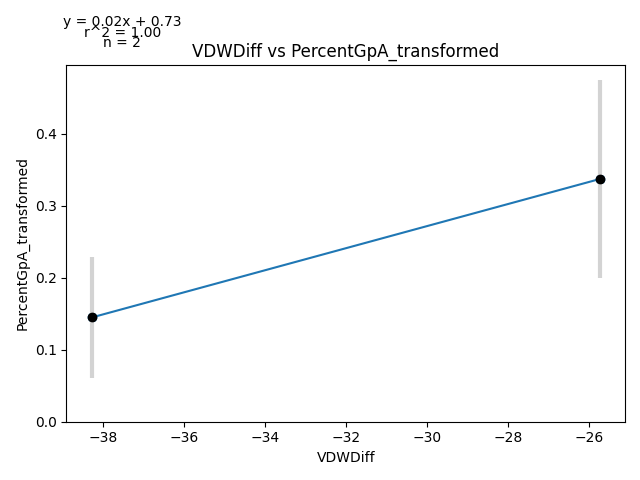 y = 0.02x + 0.73
r^2 = 1.00
n = 2
VDWDiff vs PercentGpA_transformed
PercentGpA_transformed
0.4
0.3
0.2
0.1
0.0
−38 −36 −34 −32 −30 −28 −26
VDWDiff